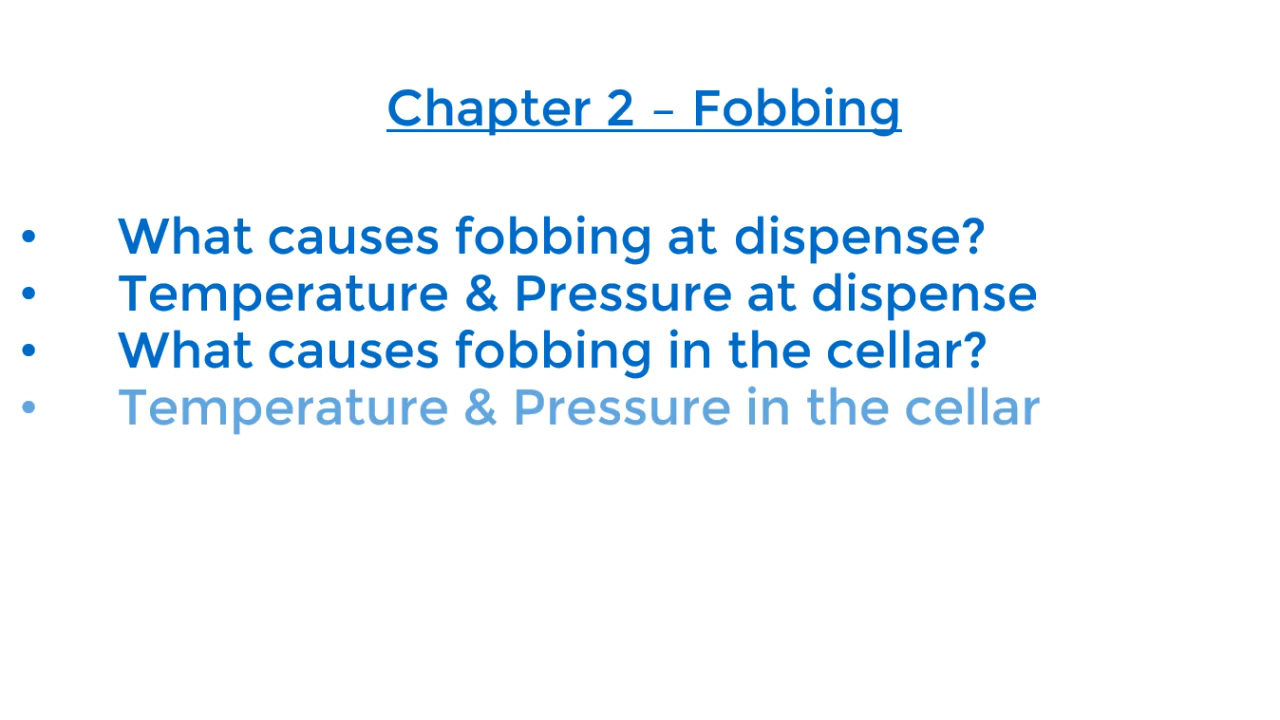 Chapter 2 – Fobbing
• What causes fobbing at dispense?
• Temperature & Pressure at dispense
• What causes fobbing in the cellar?
• Temperature & Pressure in the cellar